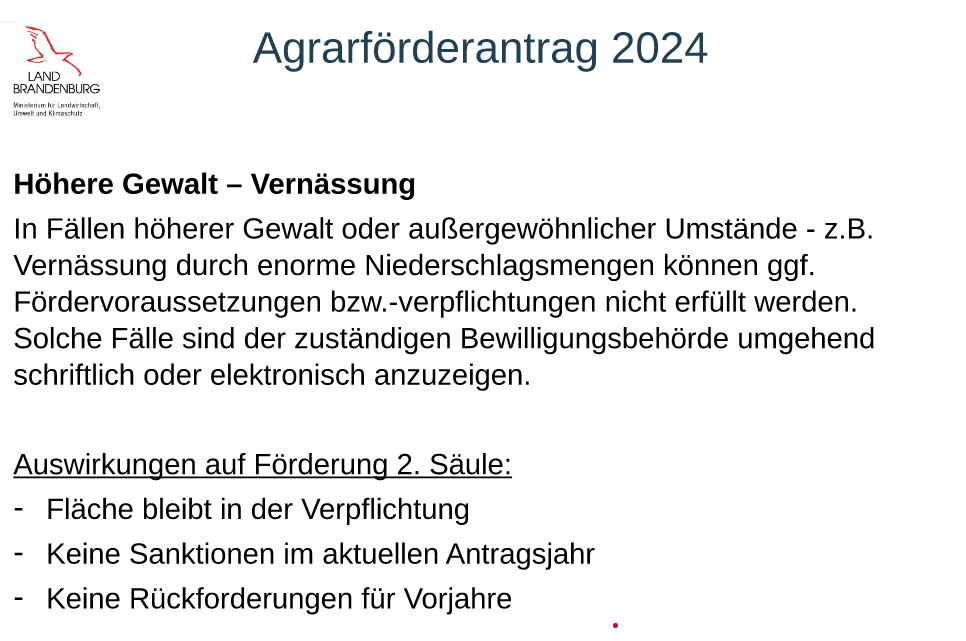 Agrarförderantrag 2024
LAND
BRANDENBURG
Ministerium für Landwirtschaft,
Umwelt und Klimaschutz
Höhere Gewalt – Vernässung
In Fällen höherer Gewalt oder außergewöhnlicher Umstände - z.B.
Vernässung durch enorme Niederschlagsmengen können ggf.
Fördervoraussetzungen bzw.-verpflichtungen nicht erfüllt werden.
Solche Fälle sind der zuständigen Bewilligungsbehörde umgehend
schriftlich oder elektronisch anzuzeigen.
Auswirkungen auf Förderung 2. Säule:
- Fläche bleibt in der Verpflichtung
- Keine Sanktionen im aktuellen Antragsjahr
- Keine Rückforderungen für Vorjahre